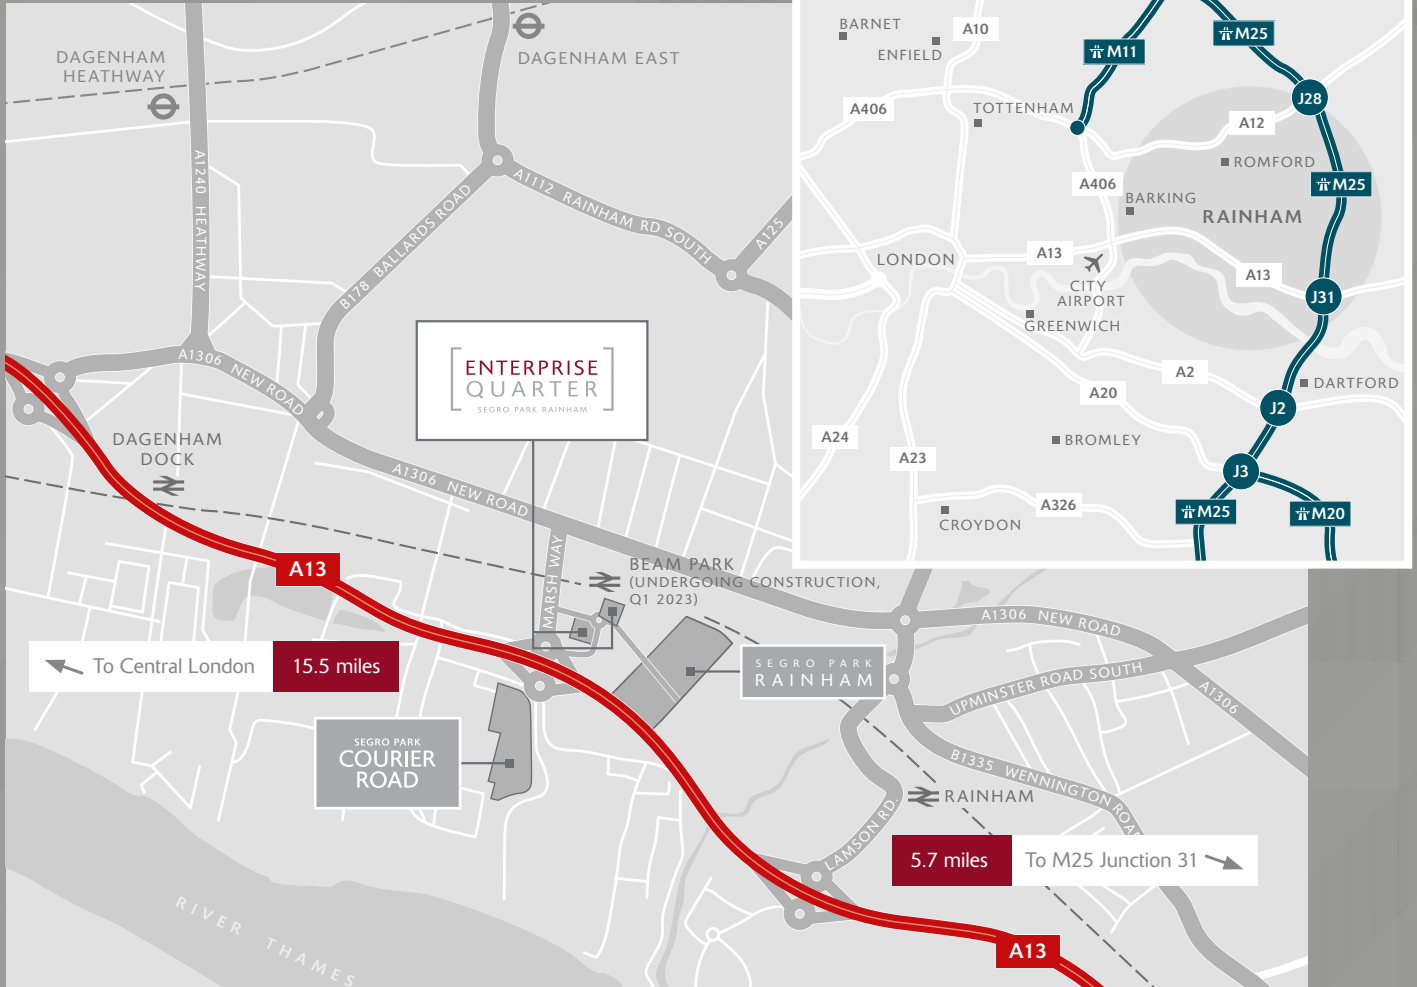 DAGENHAM
HEATHWAY
DAGENHAM EAST
A1240 HEATHWAY
A1112 RAINHAM RD SOUTH
A125
B178 BALLARDS ROAD
A1306 NEW ROAD
ENTERPRISE
QUARTER
SEGRO PARK RAINHAM
DAGENHAM
DOCK
A1306 NEW ROAD
A13
MARSH WAY
BEAM PARK
(UNDERGOING CONSTRUCTION,
Q1 2023)
A1306 NEW ROAD
To Central London
15.5 miles
SEGRO PARK
RAINHAM
UPMINSTER ROAD SOUTH
A1306
SEGRO PARK
COURIER
ROAD
B1335 WENNINGTON ROAD
RAINHAM
LAMSON RD.
5.7 miles
To M25 Junction 31
RIVER THAMES
A13
BARNET
A10
ENFIELD
M11
M25
J28
A406
TOTTENHAM
A12
ROMFORD
A406
M25
BARKING
RAINHAM
LONDON
A13
CITY
AIRPORT
A13
J31
GREENWICH
A2
DARTFORD
A20
J2
A24
BROMLEY
A23
J3
A326
M25
M20
CROYDON